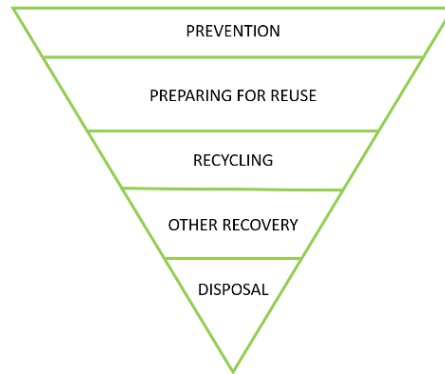 PREVENTION
PREPARING FOR REUSE
RECYCLING
OTHER RECOVERY
DISPOSAL